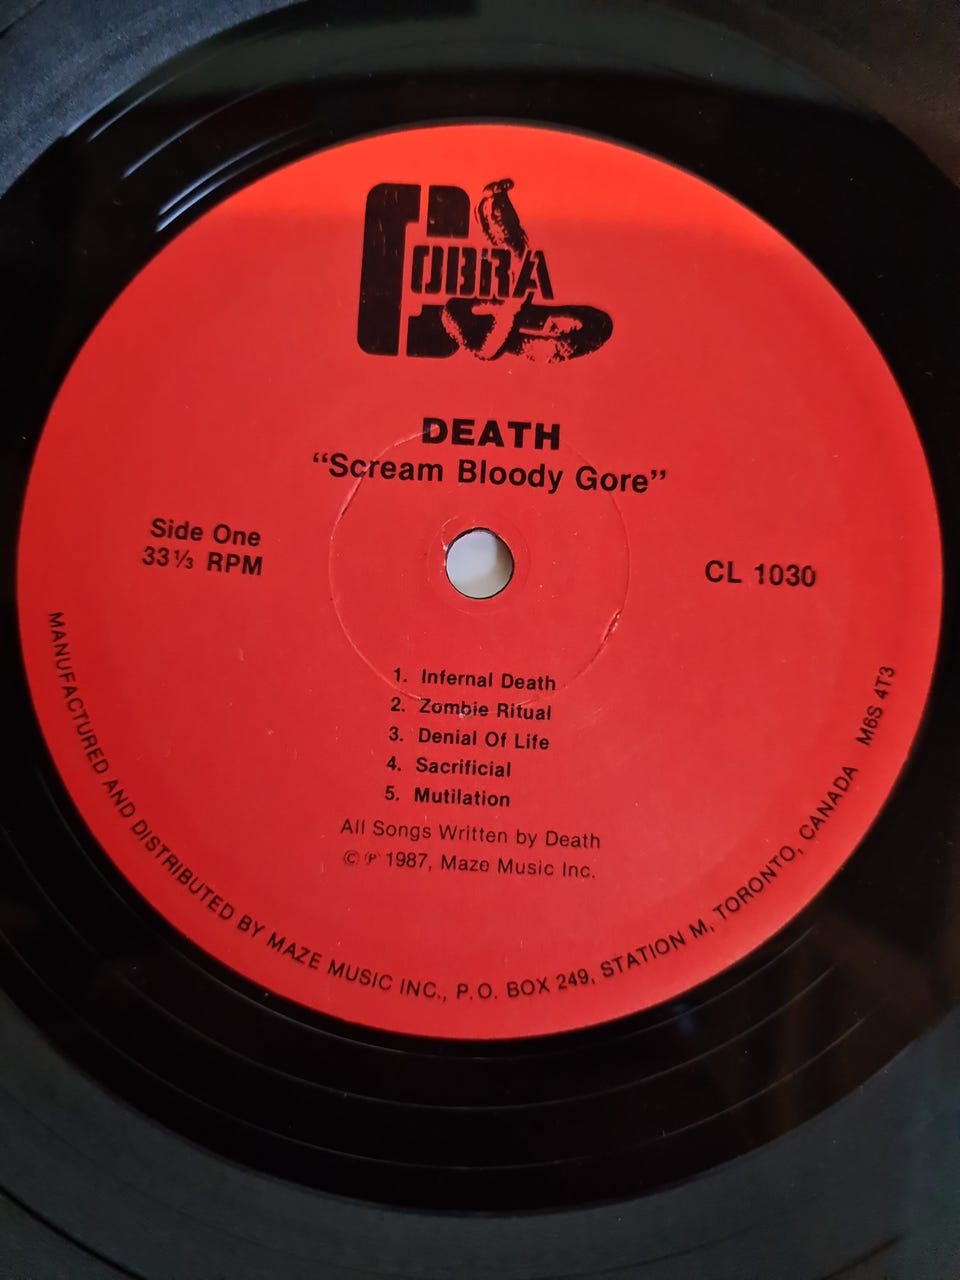 COBRA
DEATH
“Scream Bloody Gore”
Side One
33⅓ RPM
CL 1030
1. Infernal Death
2. Zombie Ritual
3. Denial Of Life
4. Sacrificial
5. Mutilation
All Songs Written by Death
© ℗ 1987, Maze Music Inc.
MANUFACTURED AND DISTRIBUTED BY MAZE MUSIC INC., P.O. BOX 249, STATION M, TORONTO, CANADA M6S 4T3